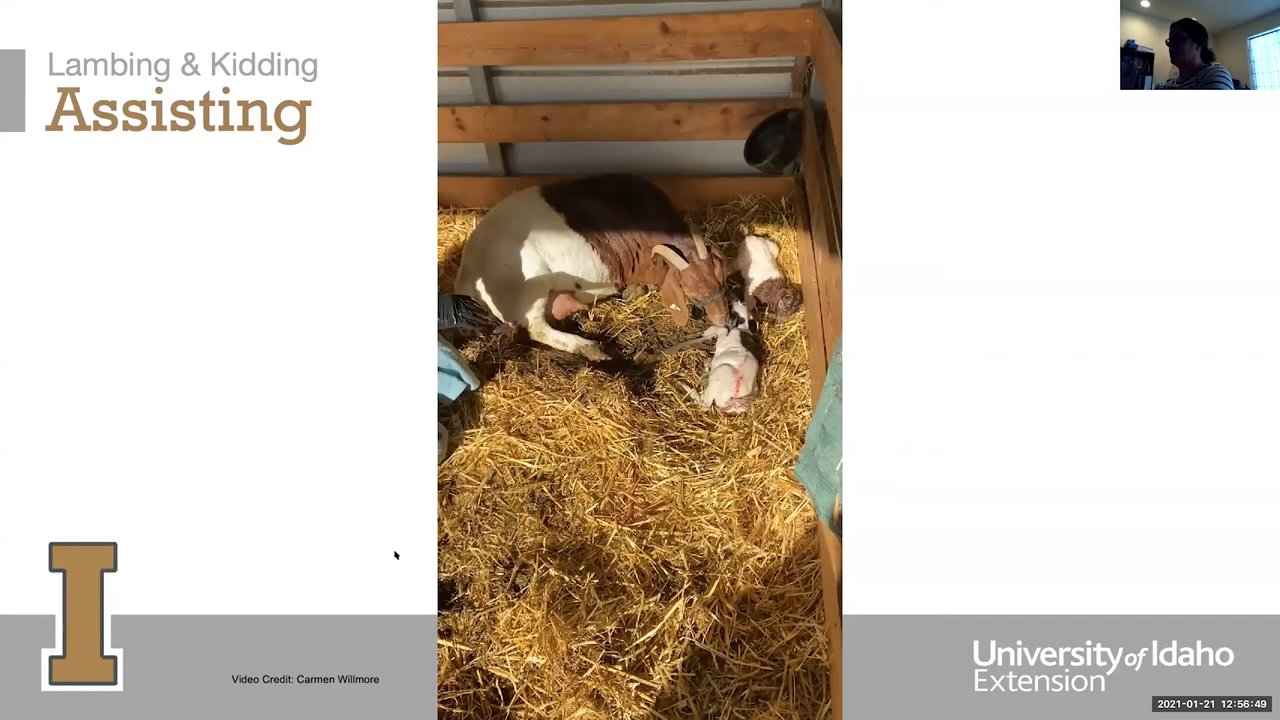 Lambing & Kidding
Assisting
I
Video Credit: Carmen Willmore
University of Idaho
Extension
2021-01-21 12:56:49